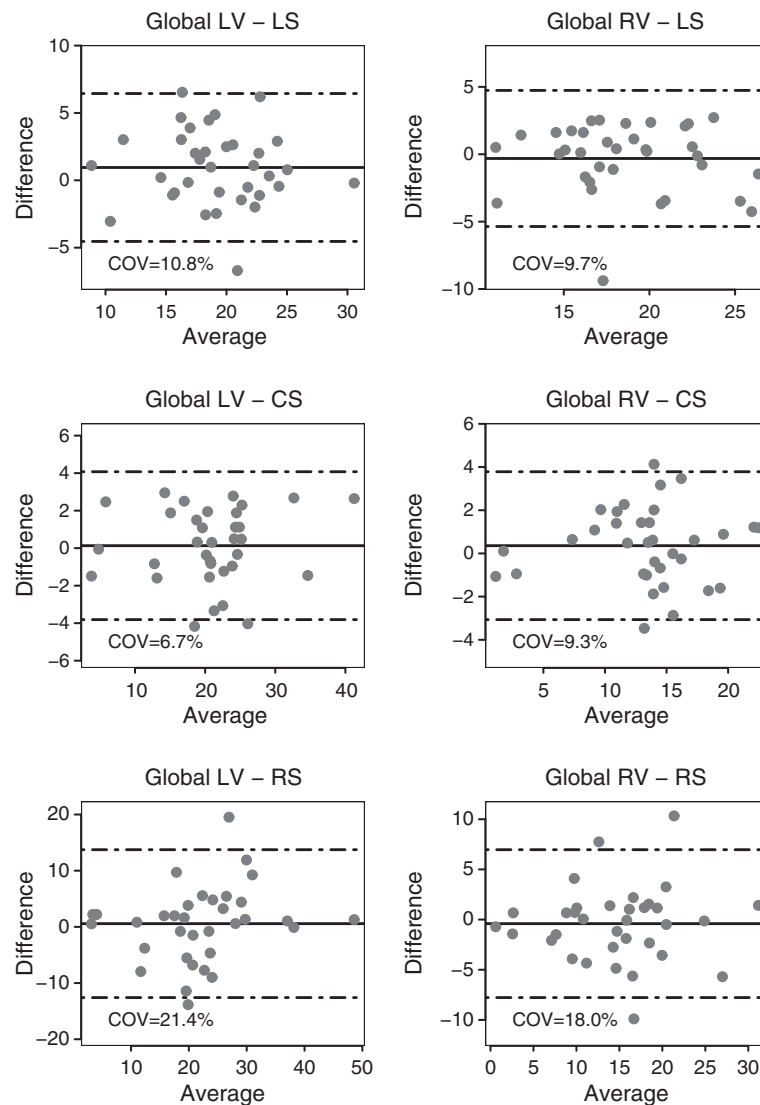 Global LV – LS
Difference
10
5
0
−5
COV=10.8%
10 15 20 25 30
Average
Global RV – LS
Difference
5
0
−5
−10
COV=9.7%
15 20 25
Average
Global LV – CS
Difference
6
4
2
0
−2
−4
−6
COV=6.7%
10 20 30 40
Average
Global RV – CS
Difference
6
4
2
0
−2
−4
COV=9.3%
5 10 15 20
Average
Global LV – RS
Difference
20
10
0
−10
−20
COV=21.4%
10 20 30 40 50
Average
Global RV – RS
Difference
10
5
0
−5
−10
COV=18.0%
0 5 10 15 20 25 30
Average